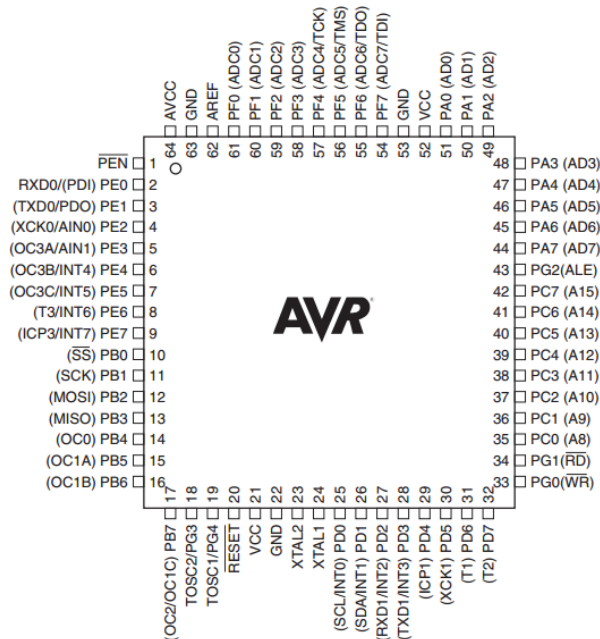 AVCC
GND
AREF
PF0 (ADC0)
PF1 (ADC1)
PF2 (ADC2)
PF3 (ADC3)
PF4 (ADC4/TCK)
PF5 (ADC5/TMS)
PF6 (ADC6/TDO)
PF7 (ADC7/TDI)
GND
VCC
PA0 (AD0)
PA1 (AD1)
PA2 (AD2)
64
63
62
61
60
59
58
57
56
55
54
53
52
51
50
49
PEN 1
RXD0/(PDI) PE0 2
(TXD0/PDO) PE1 3
(XCK0/AIN0) PE2 4
(OC3A/AIN1) PE3 5
(OC3B/INT4) PE4 6
(OC3C/INT5) PE5 7
(T3/INT6) PE6 8
(ICP3/INT7) PE7 9
(SS) PB0 10
(SCK) PB1 11
(MOSI) PB2 12
(MISO) PB3 13
(OC0) PB4 14
(OC1A) PB5 15
(OC1B) PB6 16
AVR
48 PA3 (AD3)
47 PA4 (AD4)
46 PA5 (AD5)
45 PA6 (AD6)
44 PA7 (AD7)
43 PG2(ALE)
42 PC7 (A15)
41 PC6 (A14)
40 PC5 (A13)
39 PC4 (A12)
38 PC3 (A11)
37 PC2 (A10)
36 PC1 (A9)
35 PC0 (A8)
34 PG1(RD)
33 PG0(WR)
17
18
19
20
21
22
23
24
25
26
27
28
29
30
31
32
(OC2/OC1C) PB7
TOSC2/PG3
TOSC1/PG4
RESET
VCC
GND
XTAL2
XTAL1
(SCL/INT0) PD0
(SDA/INT1) PD1
(RXD1/INT2) PD2
(TXD1/INT3) PD3
(ICP1) PD4
(XCK1) PD5
(T1) PD6
(T2) PD7